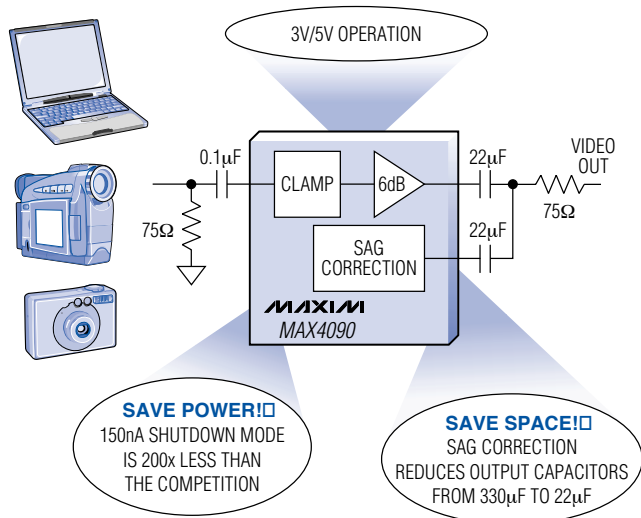 3V/5V OPERATION
0.1µF
CLAMP
6dB
22µF
VIDEO
OUT
75Ω
75Ω
22µF
SAG
CORRECTION
MAXIM
MAX4090
SAVE POWER!□
150nA SHUTDOWN MODE
IS 200x LESS THAN
THE COMPETITION
SAVE SPACE!□
SAG CORRECTION
REDUCES OUTPUT CAPACITORS
FROM 330µF TO 22µF